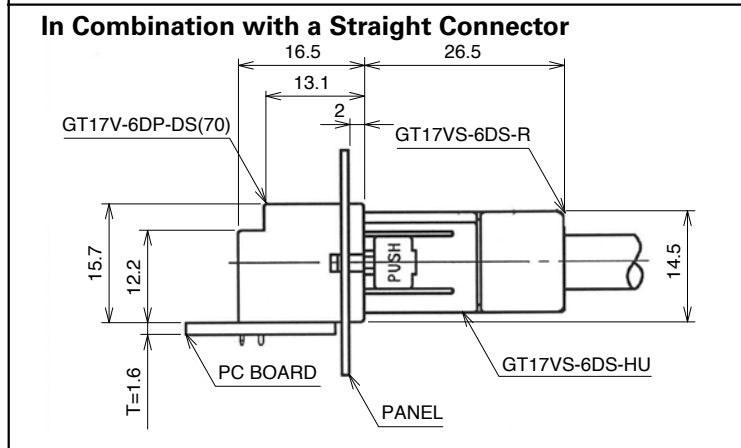 In Combination with a Straight Connector
16.5
26.5
13.1
2
GT17V-6DP-DS(70)
GT17VS-6DS-R
15.7
12.2
PUSH
14.5
T=1.6
PC BOARD
GT17VS-6DS-HU
PANEL